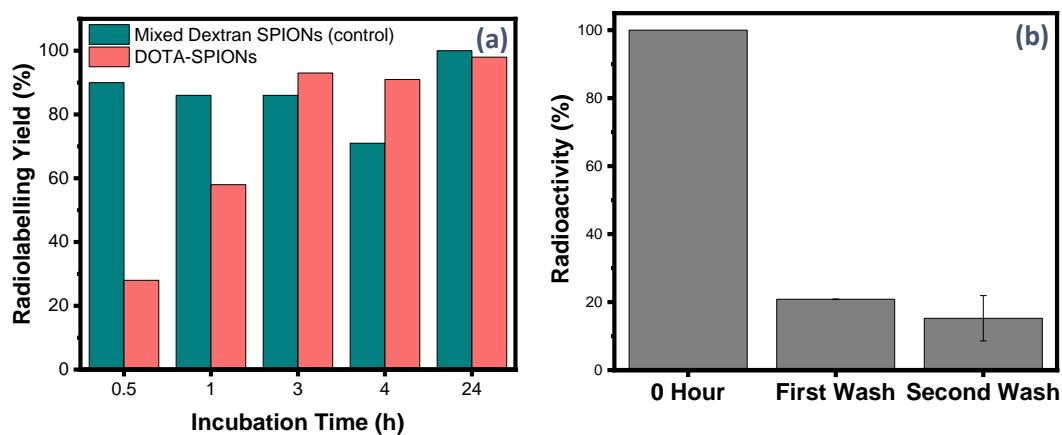 Mixed Dextran SPIONs (control)
DOTA-SPIONs
(a)
Radiolabelling Yield (%)
100
80
60
40
20
0
0.5 1 3 4 24
Incubation Time (h)
(b)
Radioactivity (%)
100
80
60
40
20
0
0 Hour First Wash Second Wash